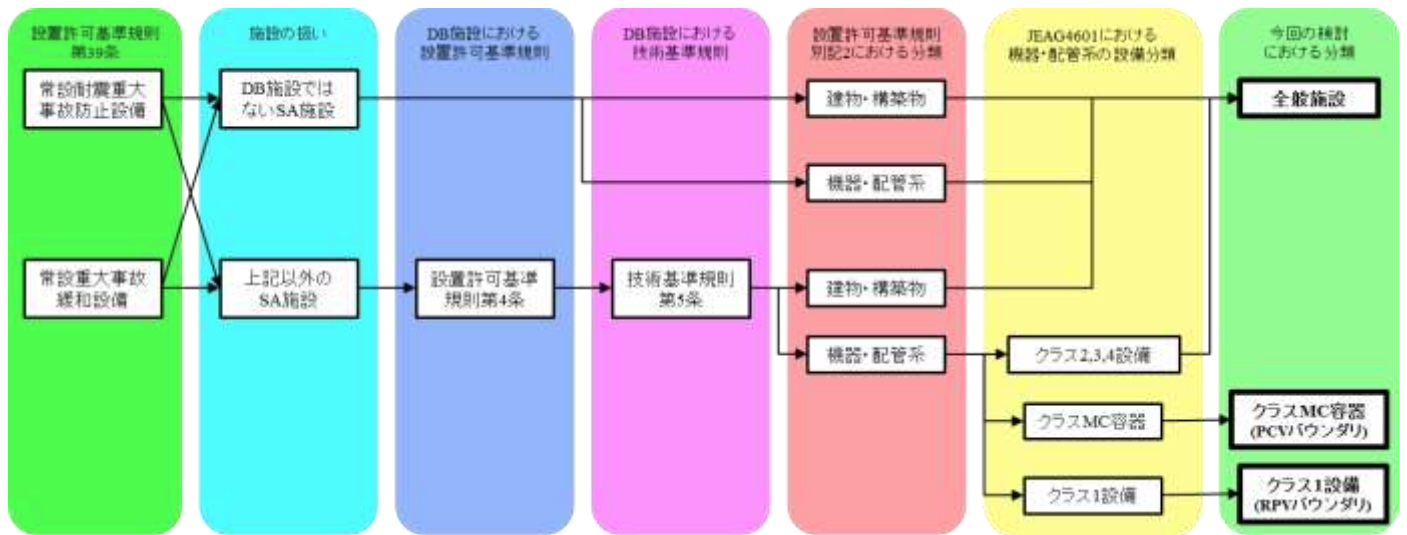 設置許可基準規則
第39条
常設耐震重大
事故防止設備
常設重大事故
緩和設備
施設の扱い
DB施設では
ないSA施設
上記以外の
SA施設
DB施設における
設置許可基準規則
設置許可基準
規則第4条
DB施設における
技術基準規則
技術基準規則
第5条
設置許可基準規則
別記2における分類
建物・構築物
機器・配管系
建物・構築物
機器・配管系
JEAG4601における
機器・配管系の設備分類
クラス2,3,4設備
クラスMC容器
クラス1設備
今回の検討
における分類
全般施設
クラスMC容器
(PCVバウンダリ)
クラス1設備
(RPVバウンダリ)